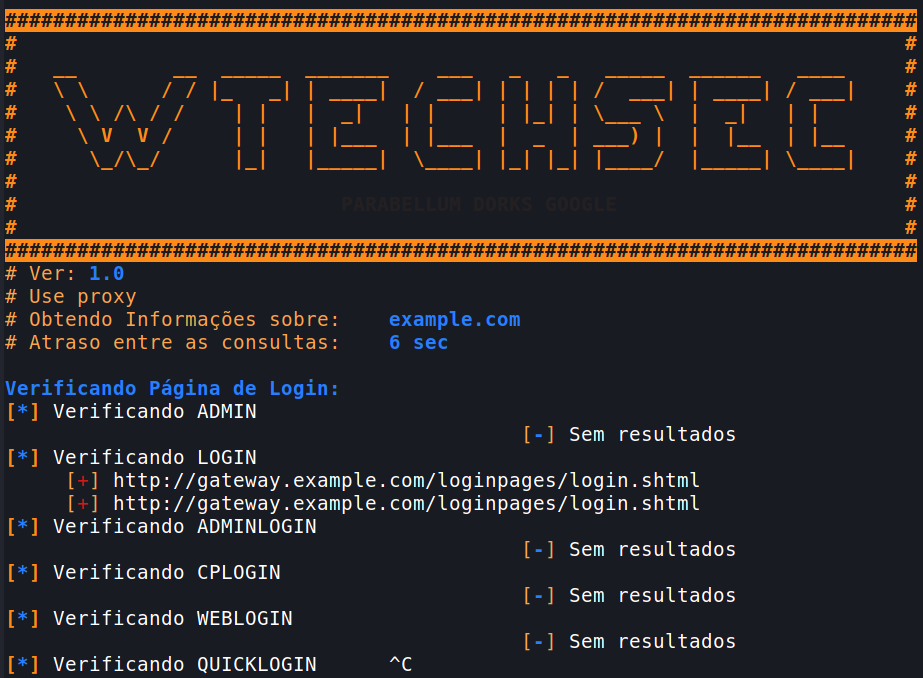 WTECHSEC
PARABELLUM DORKS GOOGLE
# Ver: 1.0
# Use proxy
# Obtendo Informações sobre: example.com
# Atraso entre as consultas: 6 sec
Verificando Página de Login:
[*] Verificando ADMIN
[-] Sem resultados
[*] Verificando LOGIN
[+] http://gateway.example.com/loginpages/login.shtml
[+] http://gateway.example.com/loginpages/login.shtml
[*] Verificando ADMINLOGIN
[-] Sem resultados
[*] Verificando CPLOGIN
[-] Sem resultados
[*] Verificando WEBLOGIN
[-] Sem resultados
[*] Verificando QUICKLOGIN ^C